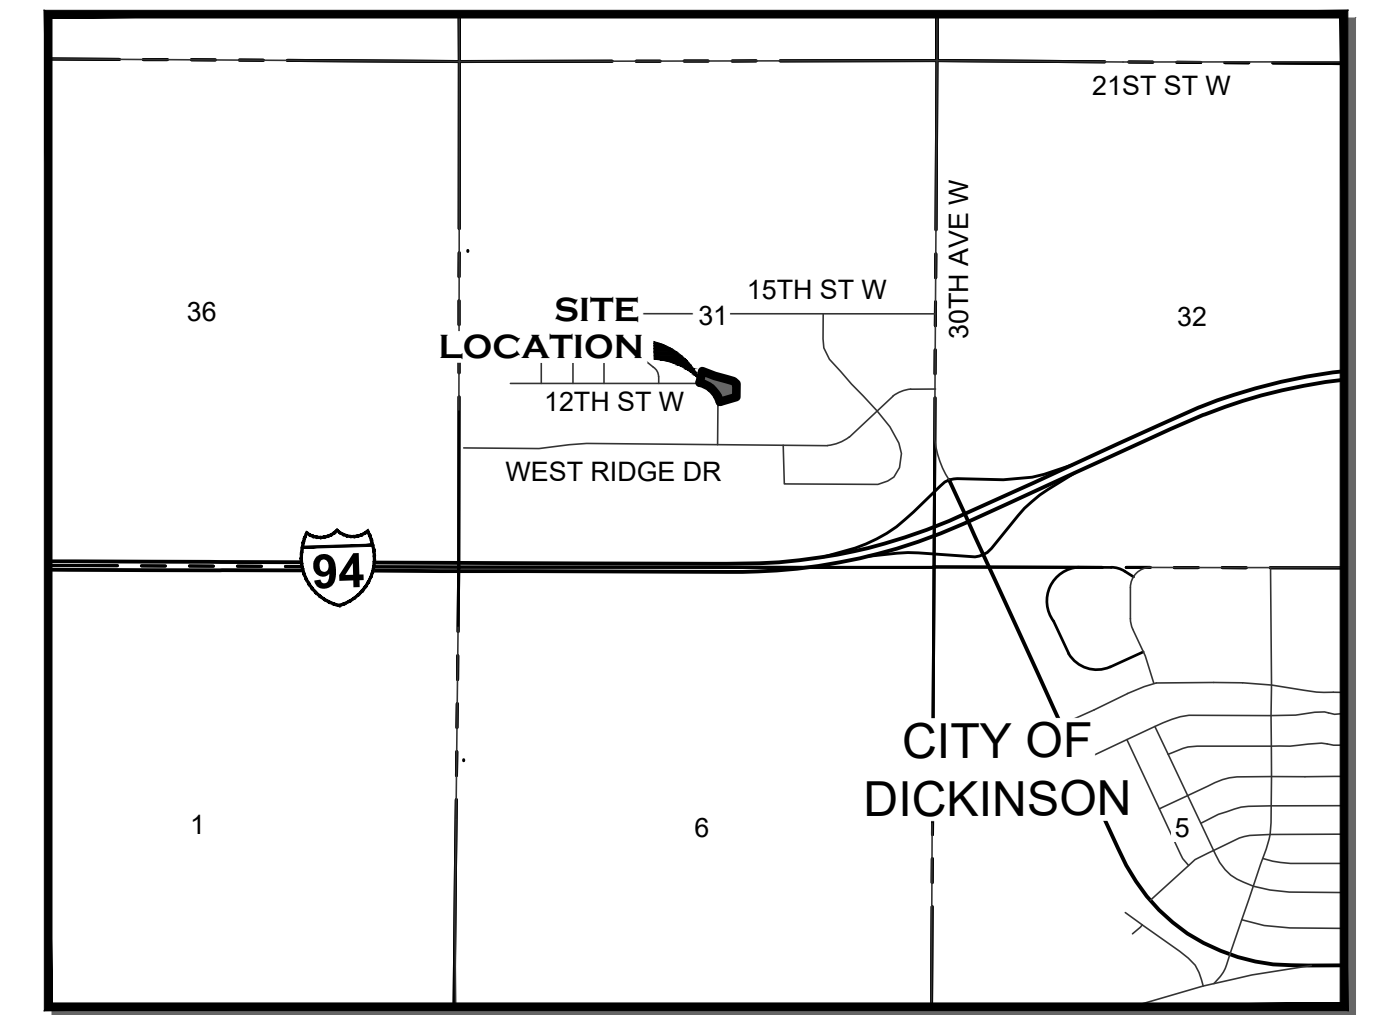 21ST ST W
30TH AVE W
15TH ST W
SITE
LOCATION
31
36
32
12TH ST W
WEST RIDGE DR
94
CITY OF
DICKINSON
1
6
5